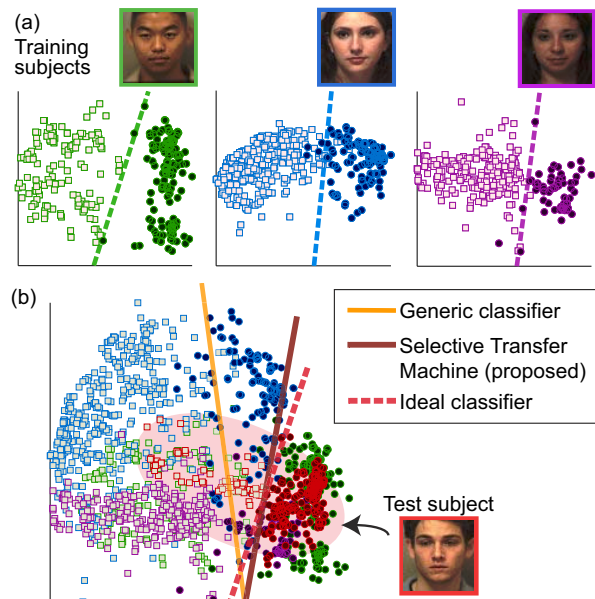 (a)
Training
subjects
(b)
Generic classifier
Selective Transfer
Machine (proposed)
Ideal classifier
Test subject